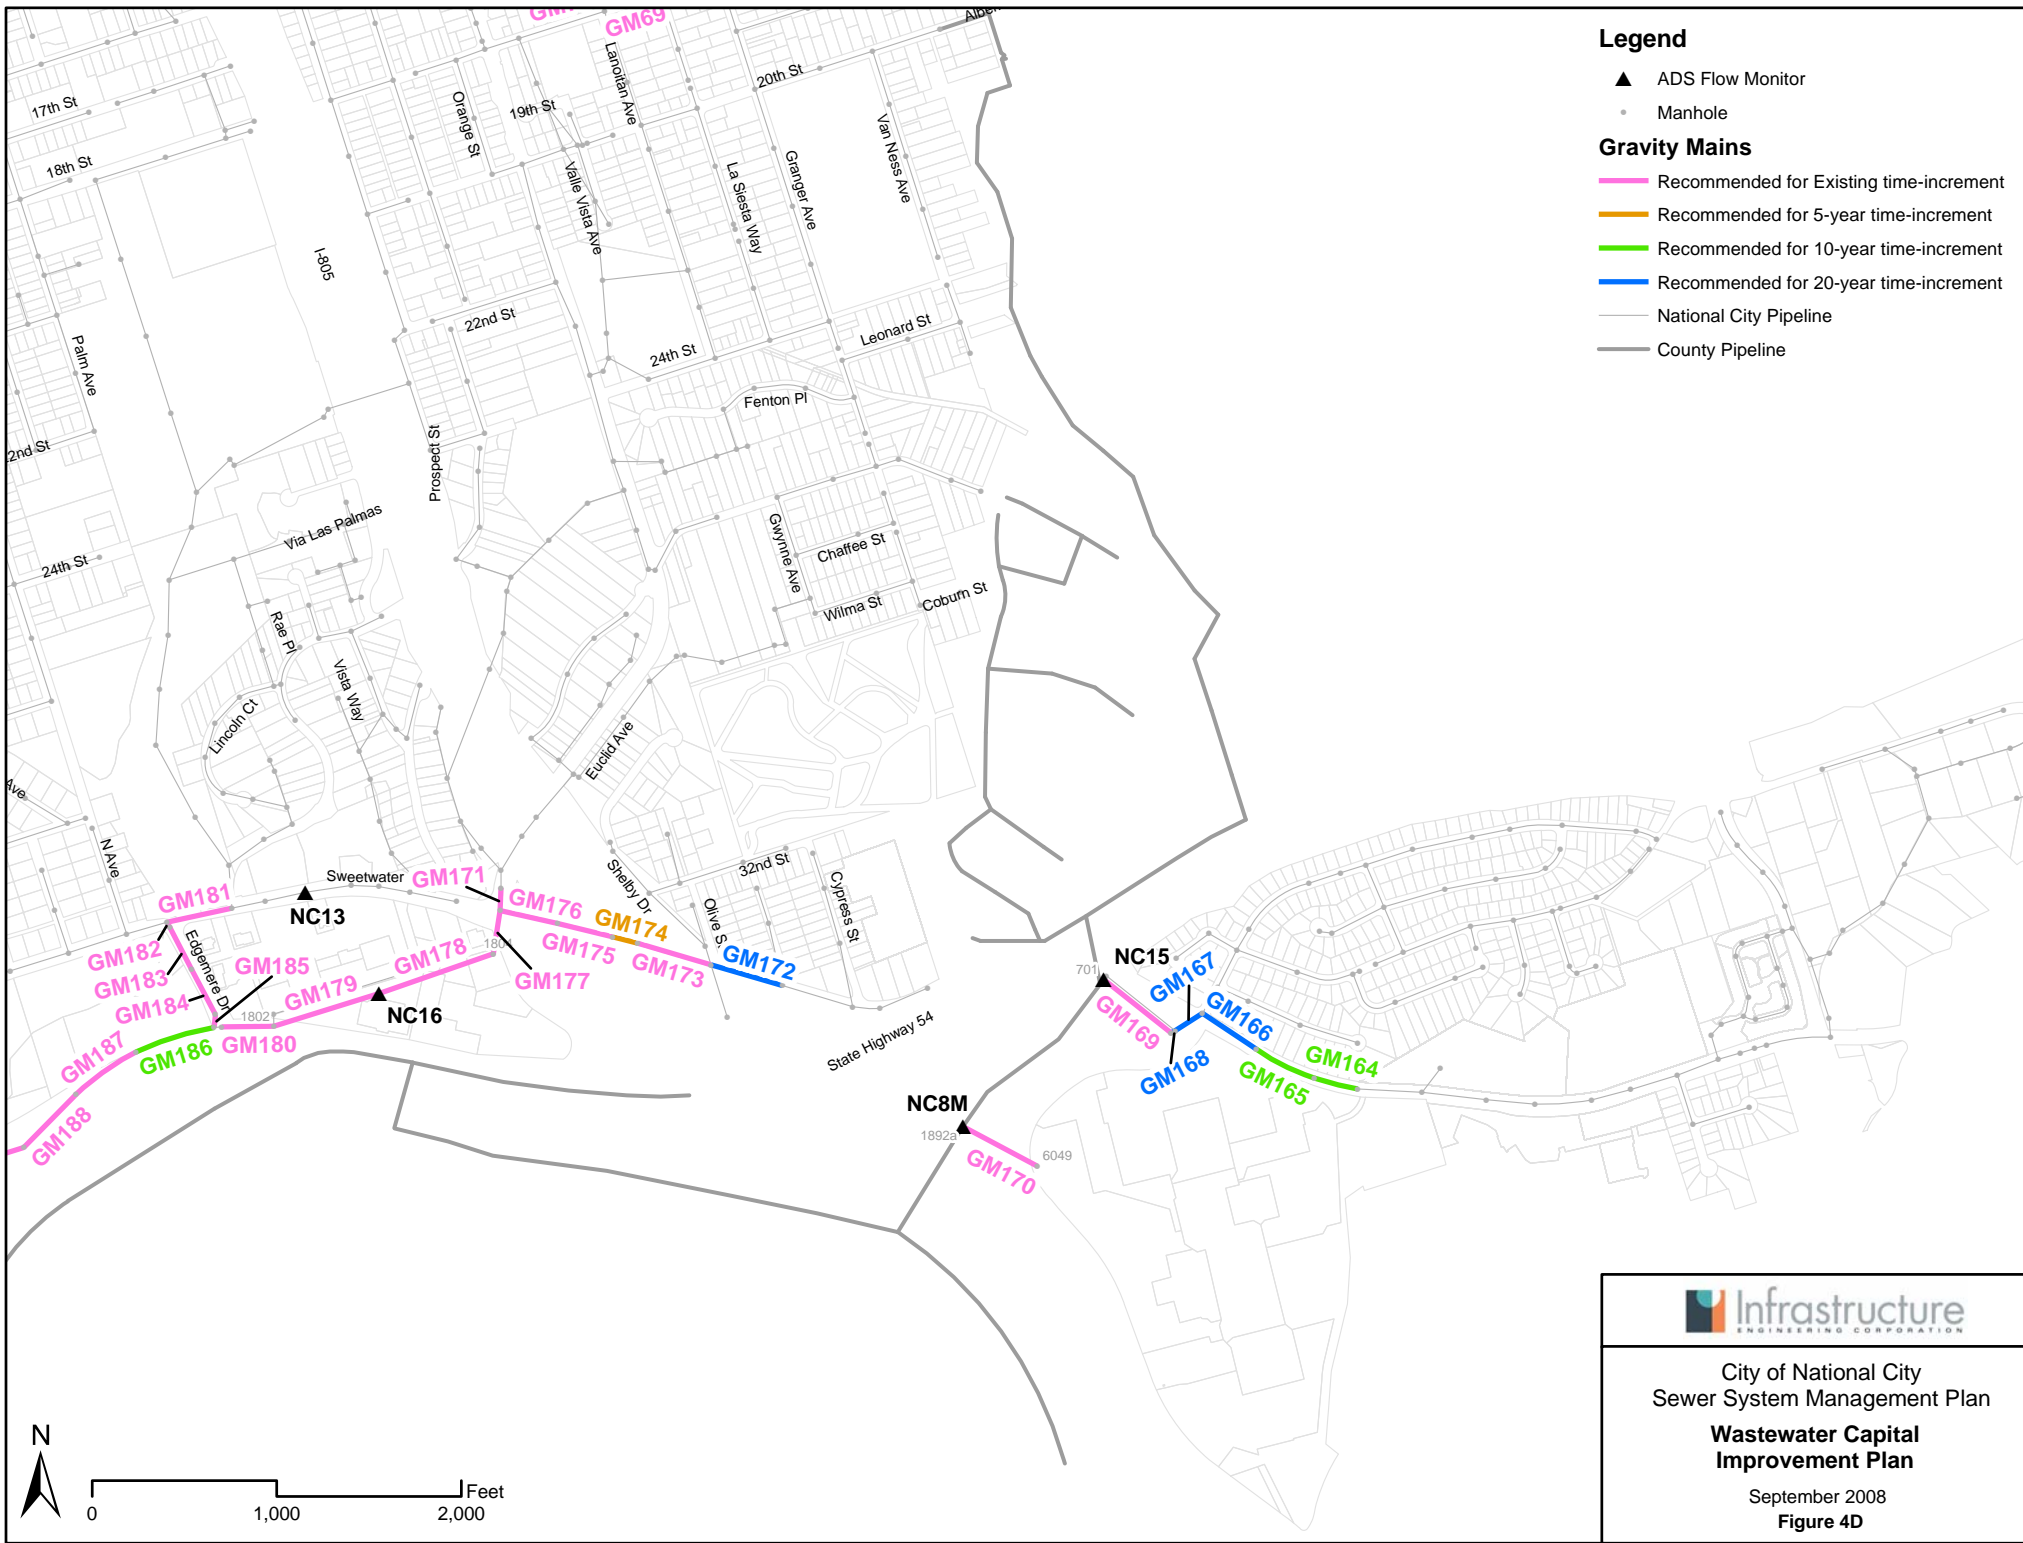 GM69
Alber
Legend
ADS Flow Monitor
Manhole
Gravity Mains
Recommended for Existing time-increment
Recommended for 5-year time-increment
Recommended for 10-year time-increment
Recommended for 20-year time-increment
National City Pipeline
County Pipeline
17th St
18th St
I-805
Orange St
19th St
Lanoitan Ave
20th St
Valle Vista Ave
La Siesta Way
Granger Ave
Van Ness Ave
Palm Ave
22nd St
24th St
Leonard St
Fenton Pl
2nd St
Prospect St
Via Las Palmas
24th St
Gwynne Ave
Chaffee St
Wilma St
Coburn St
Rae Pl
Vista Way
Lincoln Ct
Euclid Ave
Ave
N Ave
Sweetwater
Shelby Dr
32nd St
Olive S
Cypress St
Edgemere Dr
State Highway 54
GM181
NC13
GM171
GM176
GM174
GM182
GM183
GM184
GM185
GM178
GM175
GM173
GM172
GM177
GM179
NC16
1802
GM180
GM187
GM186
GM188
701
NC15
GM167
GM166
GM169
GM168
GM164
GM165
NC8M
1892a
6049
GM170
N
0
1,000
2,000
Feet
Infrastructure
ENGINEERING CORPORATION
City of National City
Sewer System Management Plan
Wastewater Capital
Improvement Plan
September 2008
Figure 4D